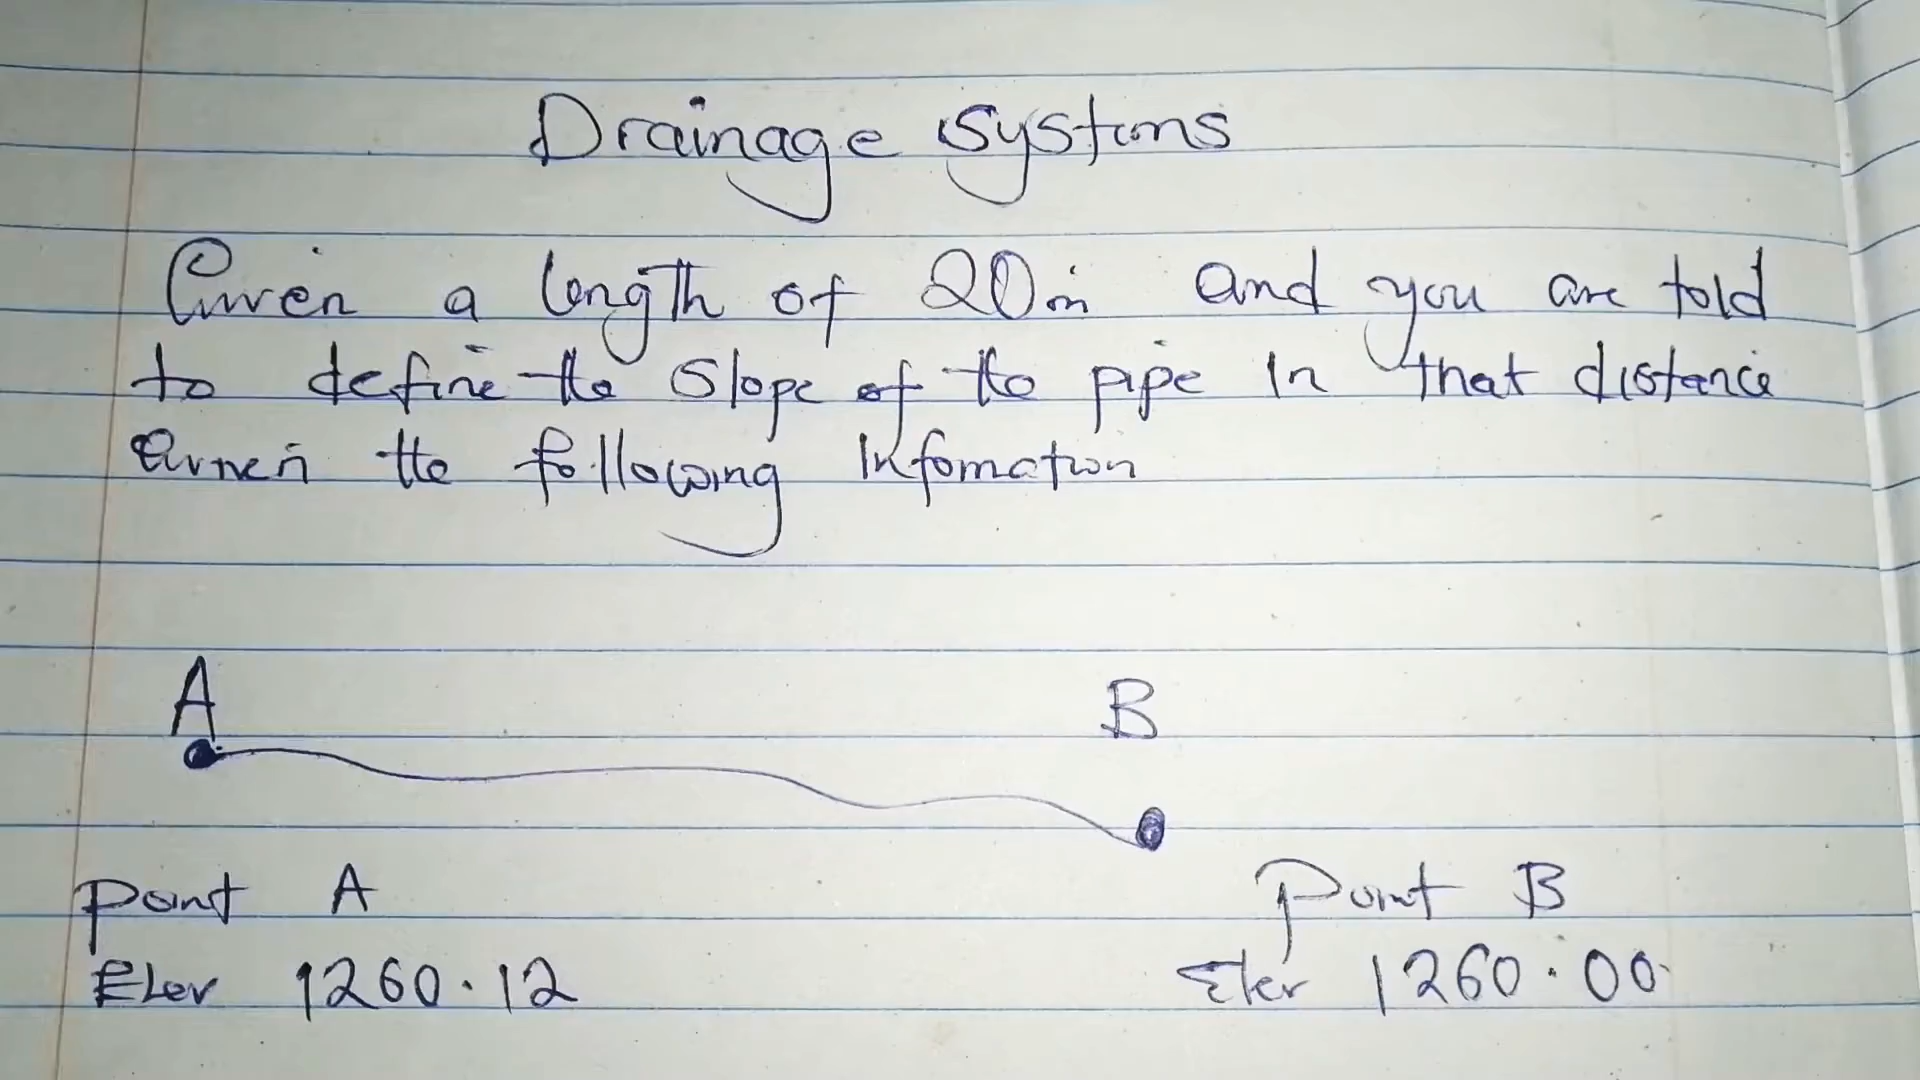 Drainage Systems
Given a length of 20m and you are told
to define the slope of the pipe in that distance
Given the following Infomation
A
B
Point A
Point B
Elev 1260.12
Elev 1260.00